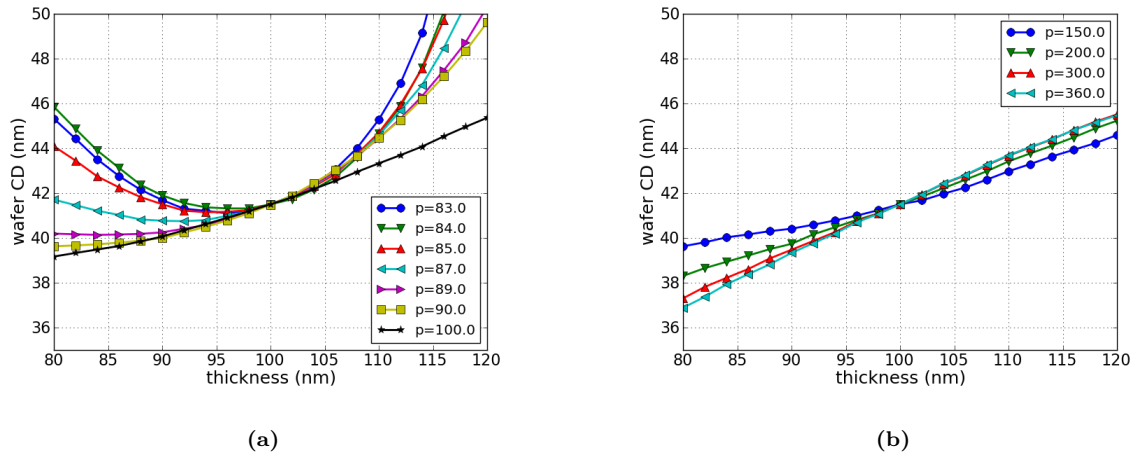 50
48
46
44
42
40
38
36
wafer CD (nm)
80 85 90 95 100 105 110 115 120
thickness (nm)
p=83.0
p=84.0
p=85.0
p=87.0
p=89.0
p=90.0
p=100.0
(a)
50
48
46
44
42
40
38
36
wafer CD (nm)
80 85 90 95 100 105 110 115 120
thickness (nm)
p=150.0
p=200.0
p=300.0
p=360.0
(b)